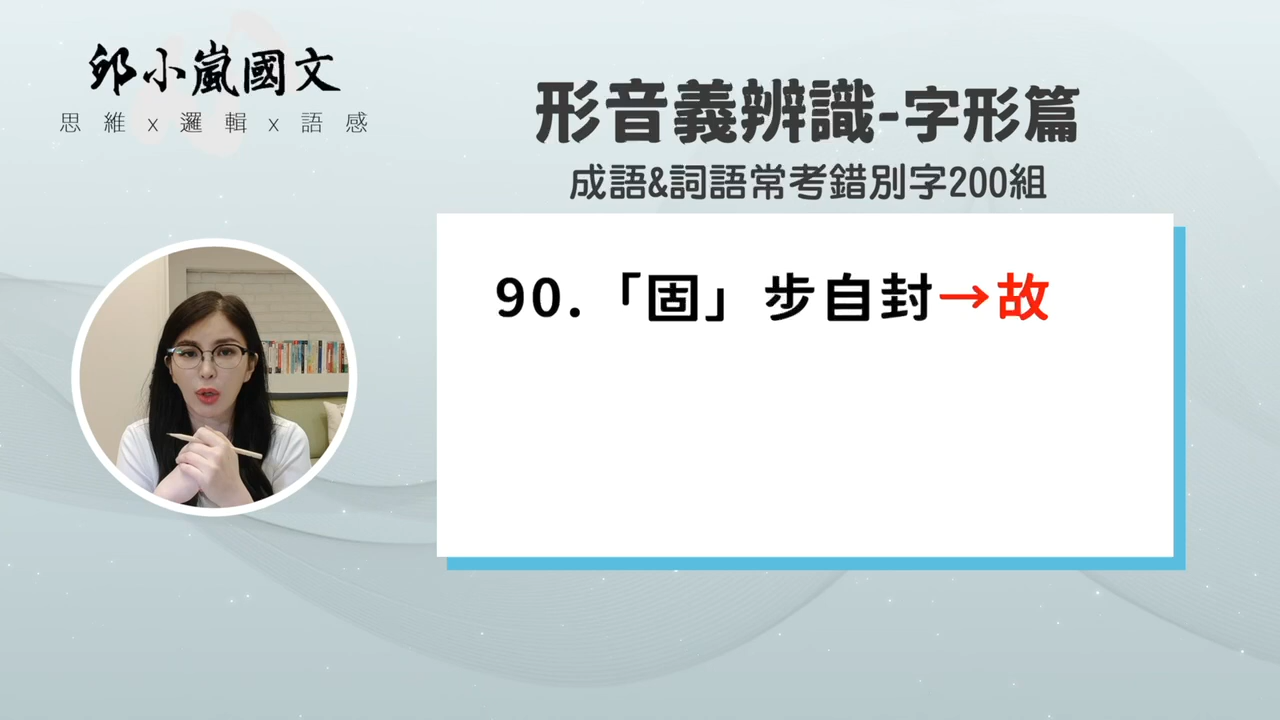 邱小嵐國文
思維x邏輯x語感
形音義辨識-字形篇
成語&詞語常考錯別字200組
90.「固」步自封→故